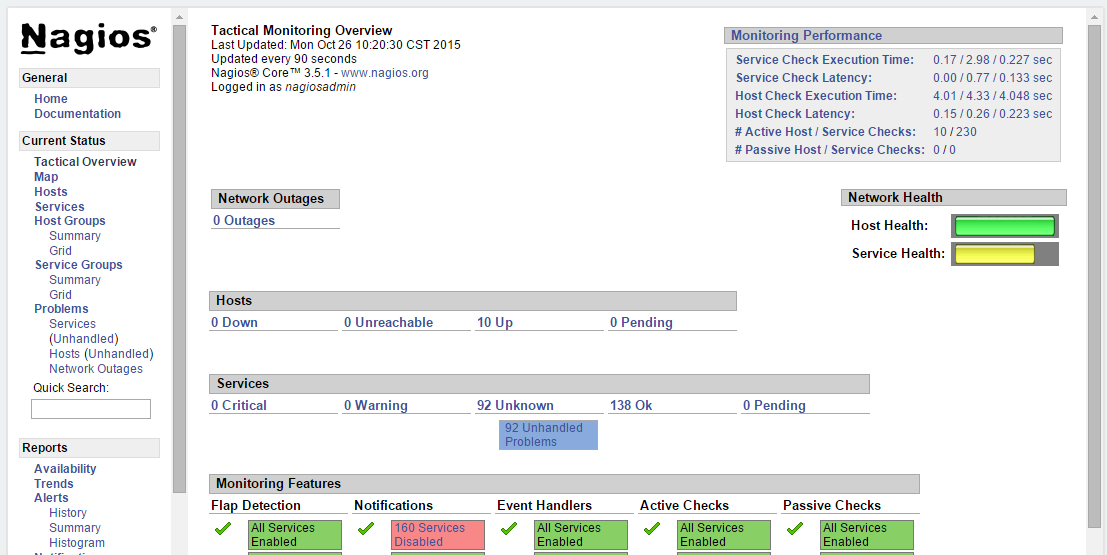 Nagios®
General
Home
Documentation
Current Status
Tactical Overview
Map
Hosts
Services
Host Groups
Summary
Grid
Service Groups
Summary
Grid
Problems
Services
(Unhandled)
Hosts (Unhandled)
Network Outages
Quick Search:
Reports
Availability
Trends
Alerts
History
Summary
Histogram
Tactical Monitoring Overview
Last Updated: Mon Oct 26 10:20:30 CST 2015
Updated every 90 seconds
Nagios® Core™ 3.5.1 - www.nagios.org
Logged in as nagiosadmin
Monitoring Performance
Service Check Execution Time: 0.17 / 2.98 / 0.227 sec
Service Check Latency: 0.00 / 0.77 / 0.133 sec
Host Check Execution Time: 4.01 / 4.33 / 4.048 sec
Host Check Latency: 0.15 / 0.26 / 0.223 sec
# Active Host / Service Checks: 10 / 230
# Passive Host / Service Checks: 0 / 0
Network Outages
0 Outages
Network Health
Host Health:
Service Health:
Hosts
0 Down 0 Unreachable 10 Up 0 Pending
Services
0 Critical 0 Warning 92 Unknown 138 Ok 0 Pending
92 Unhandled
Problems
Monitoring Features
Flap Detection Notifications Event Handlers Active Checks Passive Checks
All Services 160 Services All Services All Services All Services
Enabled Disabled Enabled Enabled Enabled